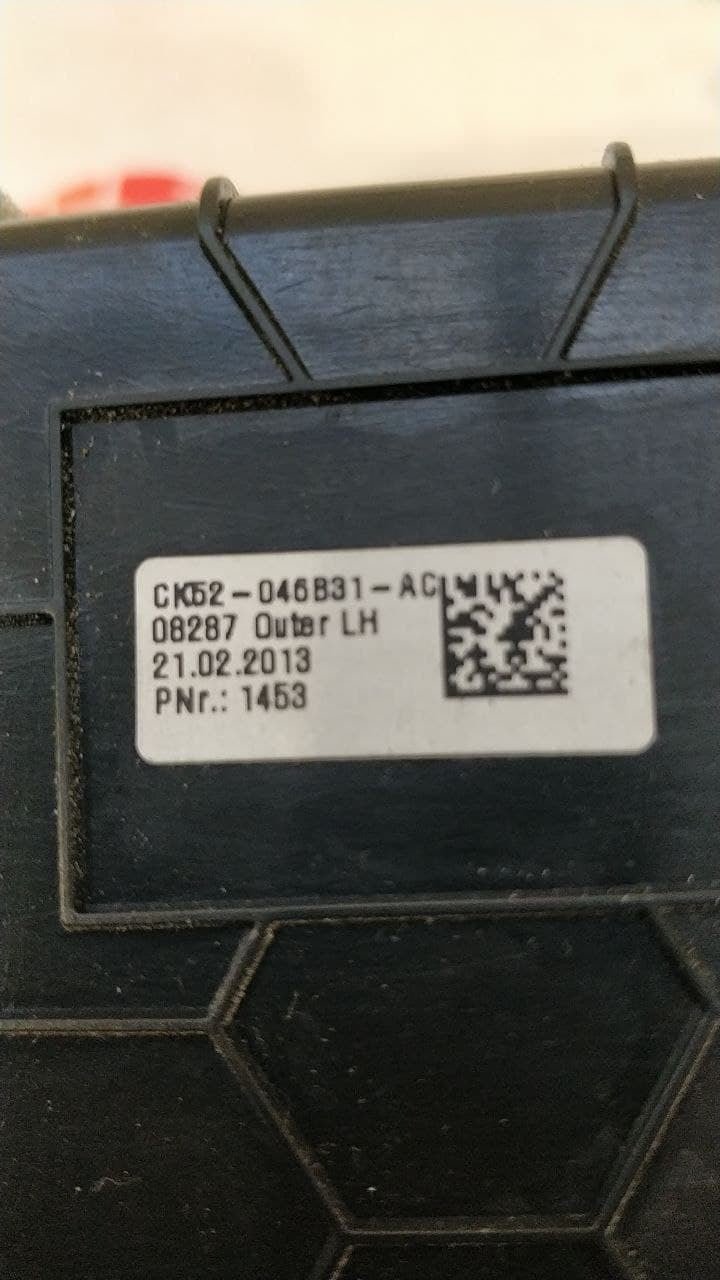 CK52-046B31-AC
08287 Outer LH
21.02.2013
PNr.: 1453